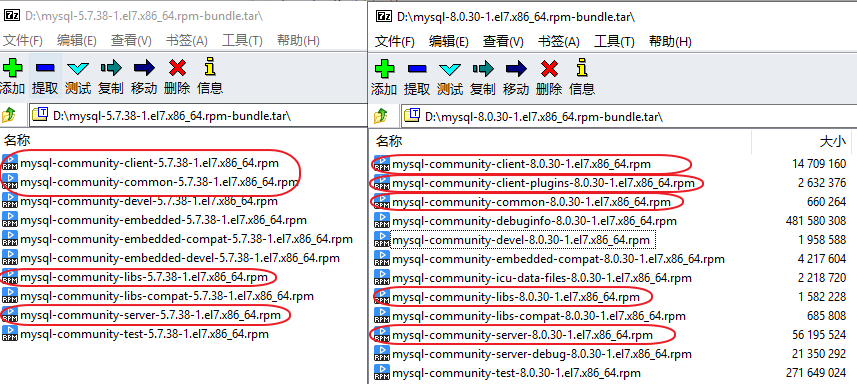 D:\mysql-5.7.38-1.el7.x86_64.rpm-bundle.tar\
文件(F) 编辑(E) 查看(V) 书签(A) 工具(T) 帮助(H)
添加 提取 测试 复制 移动 删除 信息
D:\mysql-5.7.38-1.el7.x86_64.rpm-bundle.tar\
名称
mysql-community-client-5.7.38-1.el7.x86_64.rpm
mysql-community-common-5.7.38-1.el7.x86_64.rpm
mysql-community-devel-5.7.38-1.el7.x86_64.rpm
mysql-community-embedded-5.7.38-1.el7.x86_64.rpm
mysql-community-embedded-compat-5.7.38-1.el7.x86_64.rpm
mysql-community-embedded-devel-5.7.38-1.el7.x86_64.rpm
mysql-community-libs-5.7.38-1.el7.x86_64.rpm
mysql-community-libs-compat-5.7.38-1.el7.x86_64.rpm
mysql-community-server-5.7.38-1.el7.x86_64.rpm
mysql-community-test-5.7.38-1.el7.x86_64.rpm
D:\mysql-8.0.30-1.el7.x86_64.rpm-bundle.tar\
文件(F) 编辑(E) 查看(V) 书签(A) 工具(T) 帮助(H)
添加 提取 测试 复制 移动 删除 信息
D:\mysql-8.0.30-1.el7.x86_64.rpm-bundle.tar\
名称 大小
mysql-community-client-8.0.30-1.el7.x86_64.rpm 14 709 160
mysql-community-client-plugins-8.0.30-1.el7.x86_64.rpm 2 632 376
mysql-community-common-8.0.30-1.el7.x86_64.rpm 660 264
mysql-community-debuginfo-8.0.30-1.el7.x86_64.rpm 481 580 308
mysql-community-devel-8.0.30-1.el7.x86_64.rpm 1 958 588
mysql-community-embedded-compat-8.0.30-1.el7.x86_64.rpm 4 217 604
mysql-community-icu-data-files-8.0.30-1.el7.x86_64.rpm 2 218 720
mysql-community-libs-8.0.30-1.el7.x86_64.rpm 1 582 228
mysql-community-libs-compat-8.0.30-1.el7.x86_64.rpm 685 808
mysql-community-server-8.0.30-1.el7.x86_64.rpm 56 195 524
mysql-community-server-debug-8.0.30-1.el7.x86_64.rpm 21 350 292
mysql-community-test-8.0.30-1.el7.x86_64.rpm 271 649 024